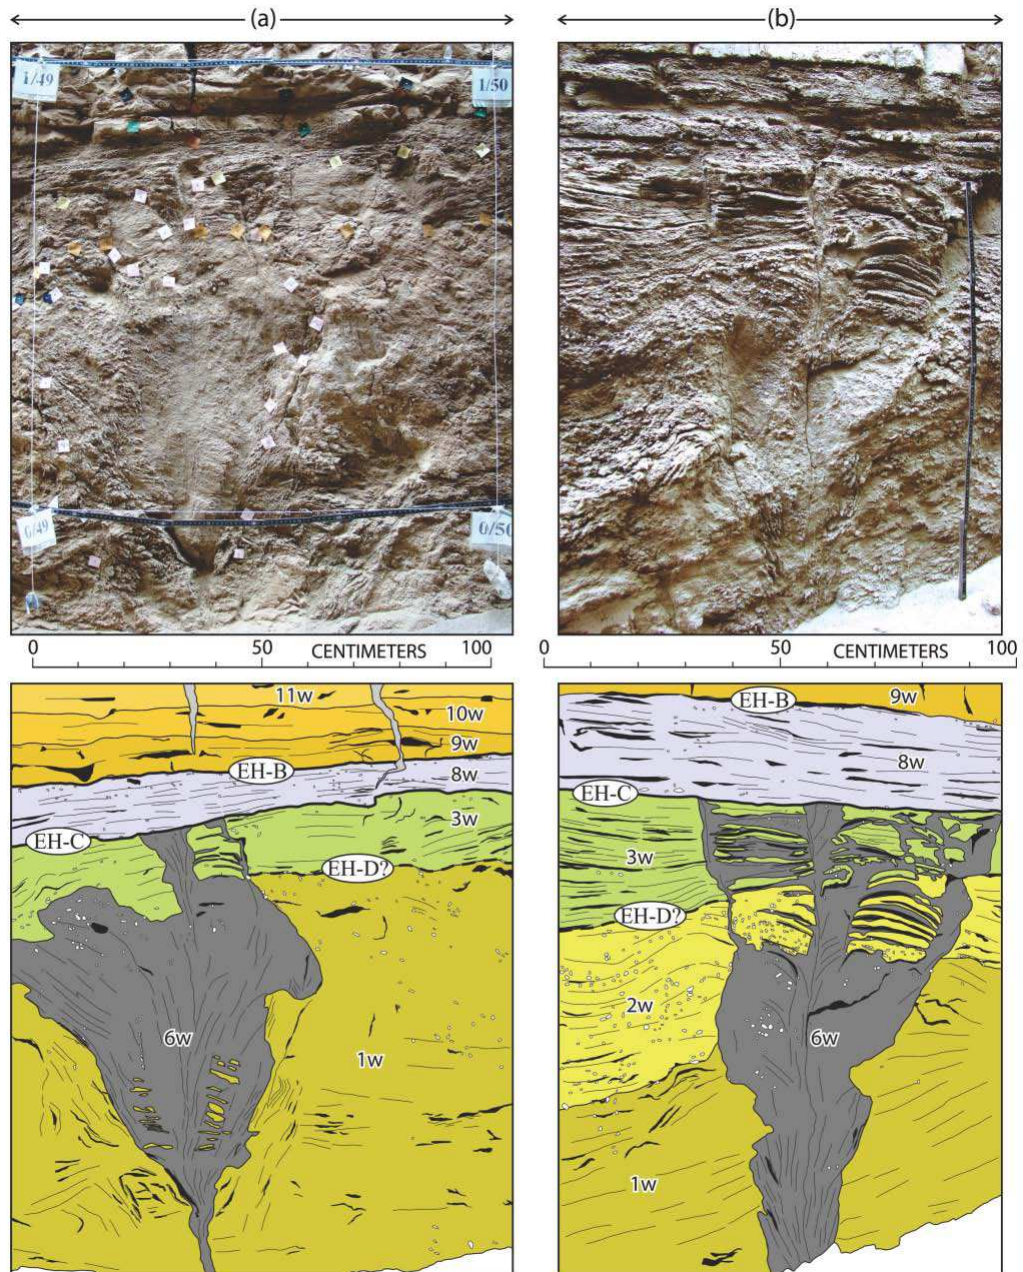 (a) (b)
1/49 1/50
0/49 0/50
0 50 CENTIMETERS 100 0 50 CENTIMETERS 100
11w
10w
9w
EH-B
8w
3w
EH-C
EH-D?
6w
1w
9w
EH-B
8w
EH-C
3w
EH-D?
2w
6w
1w